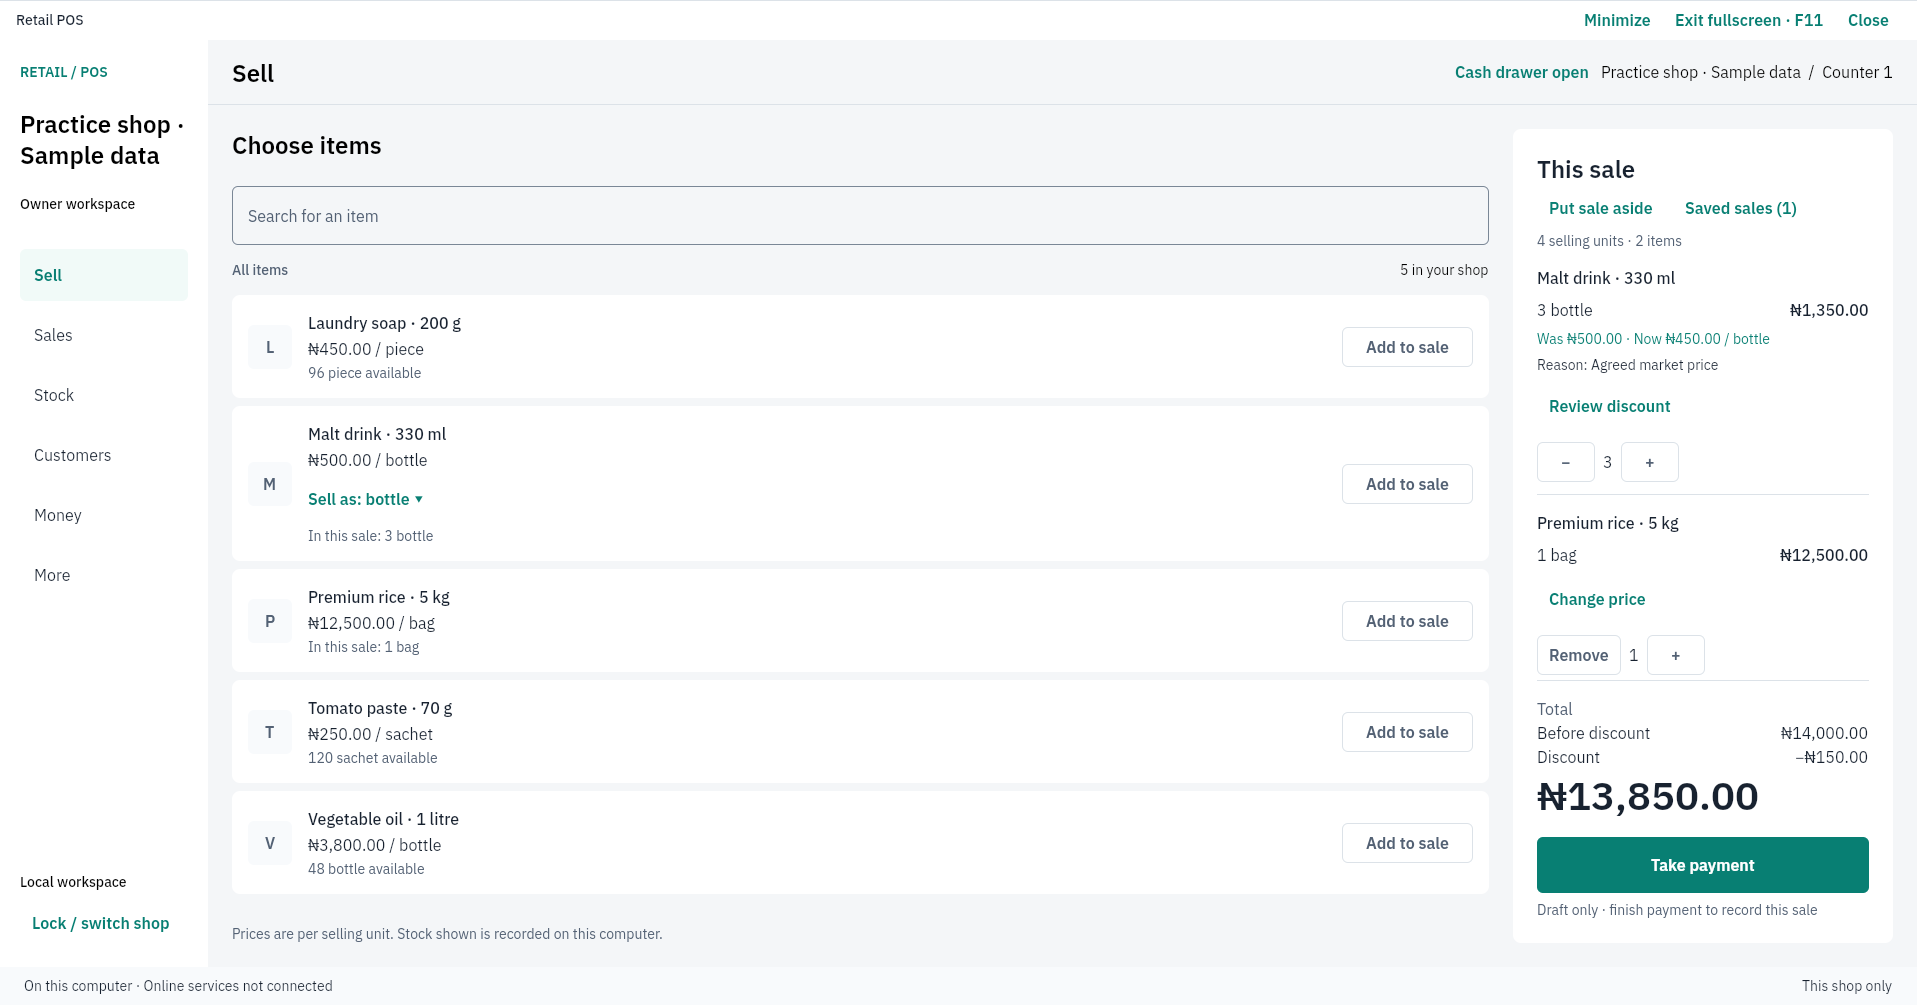 Retail POS
Minimize
Exit fullscreen · F11
Close
RETAIL / POS
Practice shop ·
Sample data
Owner workspace
Sell
Sales
Stock
Customers
Money
More
Local workspace
Lock / switch shop
Sell
Cash drawer open
Practice shop · Sample data / Counter 1
Choose items
Search for an item
All items
5 in your shop
L
Laundry soap · 200 g
₦450.00 / piece
96 piece available
Add to sale
M
Malt drink · 330 ml
₦500.00 / bottle
Sell as: bottle ▾
In this sale: 3 bottle
Add to sale
P
Premium rice · 5 kg
₦12,500.00 / bag
In this sale: 1 bag
Add to sale
T
Tomato paste · 70 g
₦250.00 / sachet
120 sachet available
Add to sale
V
Vegetable oil · 1 litre
₦3,800.00 / bottle
48 bottle available
Add to sale
Prices are per selling unit. Stock shown is recorded on this computer.
This sale
Put sale aside
Saved sales (1)
4 selling units · 2 items
Malt drink · 330 ml
3 bottle ₦1,350.00
Was ₦500.00 · Now ₦450.00 / bottle
Reason: Agreed market price
Review discount
− 3 +
Premium rice · 5 kg
1 bag ₦12,500.00
Change price
Remove 1 +
Total
Before discount ₦14,000.00
Discount −₦150.00
₦13,850.00
Take payment
Draft only · finish payment to record this sale
On this computer · Online services not connected
This shop only